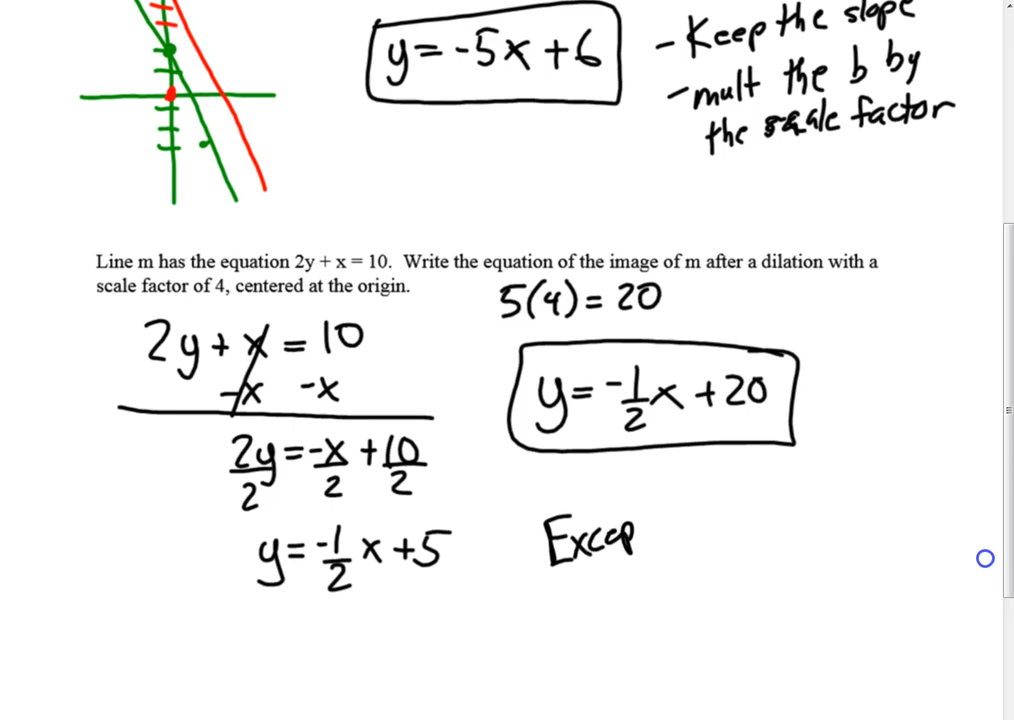 y = -5x + 6
- Keep the slope
- mult the b by
the scale factor
Line m has the equation 2y + x = 10. Write the equation of the image of m after a dilation with a
scale factor of 4, centered at the origin.
5(4) = 20
2y + x = 10
-x -x
2y/2 = -x/2 + 10/2
y = -1/2 x + 20
y = -1/2 x + 5
Excep